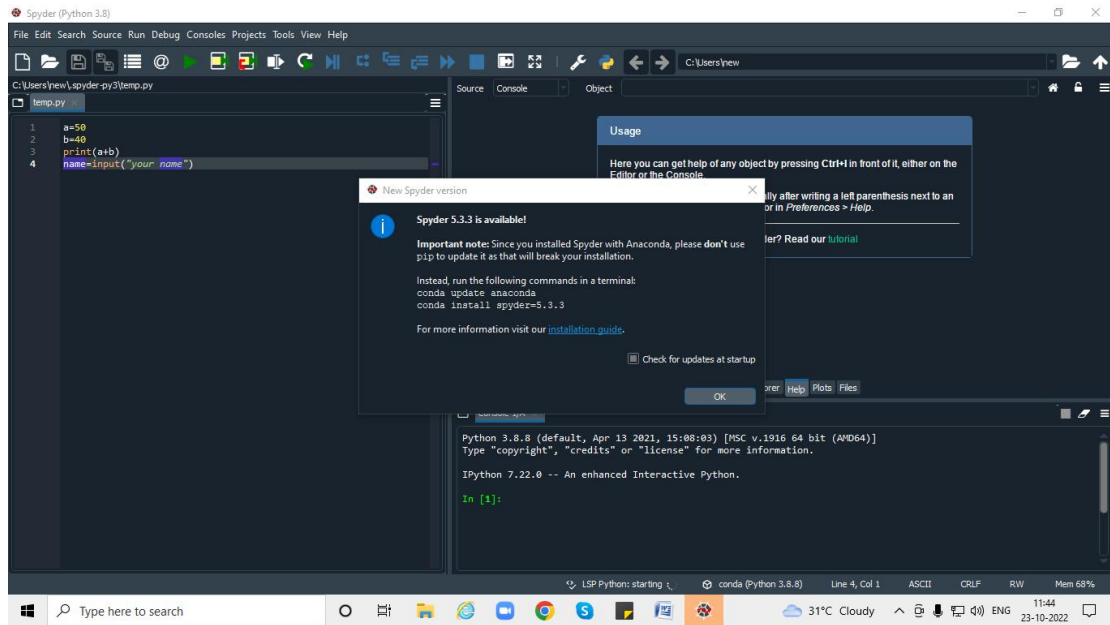 Spyder (Python 3.8)
File Edit Search Source Run Debug Consoles Projects Tools View Help
C:\Users\new
C:\Users\new\.spyder-py3\temp.py
temp.py
Source Console Object
1 a=50
2 b=40
3 print(a+b)
4 name=input("your name")
Usage
Here you can get help of any object by pressing Ctrl+I in front of it, either on the
Editor or the Console.
ally after writing a left parenthesis next to an
or in Preferences > Help.
der? Read our tutorial
New Spyder version
Spyder 5.3.3 is available!
Important note: Since you installed Spyder with Anaconda, please don't use
pip to update it as that will break your installation.
Instead, run the following commands in a terminal:
conda update anaconda
conda install spyder=5.3.3
For more information visit our installation guide.
Check for updates at startup
OK
orer Help Plots Files
Python 3.8.8 (default, Apr 13 2021, 15:08:03) [MSC v.1916 64 bit (AMD64)]
Type "copyright", "credits" or "license" for more information.
IPython 7.22.0 -- An enhanced Interactive Python.
In [1]:
LSP Python: starting conda (Python 3.8.8) Line 4, Col 1 ASCII CRLF RW Mem 68%
Type here to search 31°C Cloudy ENG 11:44
23-10-2022